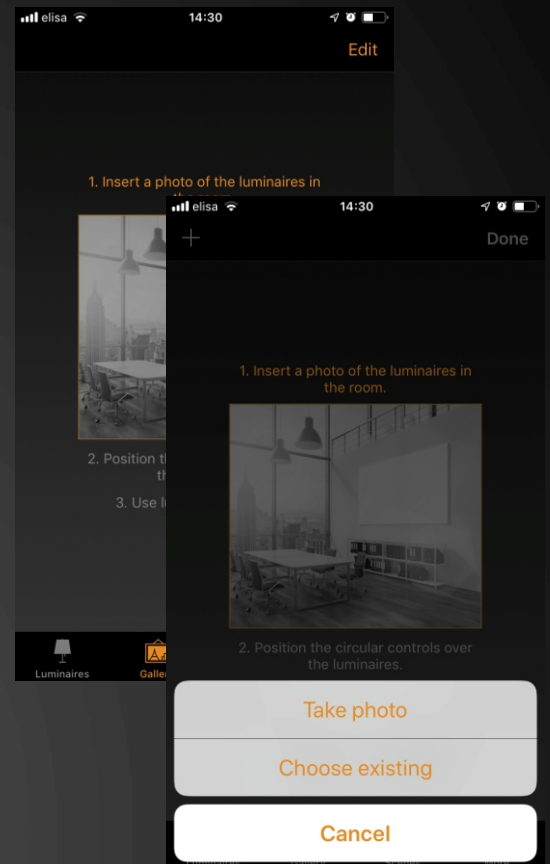 elisa 14:30
Edit
1. Insert a photo of the luminaires in
2. Position t
3. Use l
Luminaires
Galle
elisa 14:30
+ Done
1. Insert a photo of the luminaires in
the room.
2. Position the circular controls over
the luminaires.
Take photo
Choose existing
Cancel